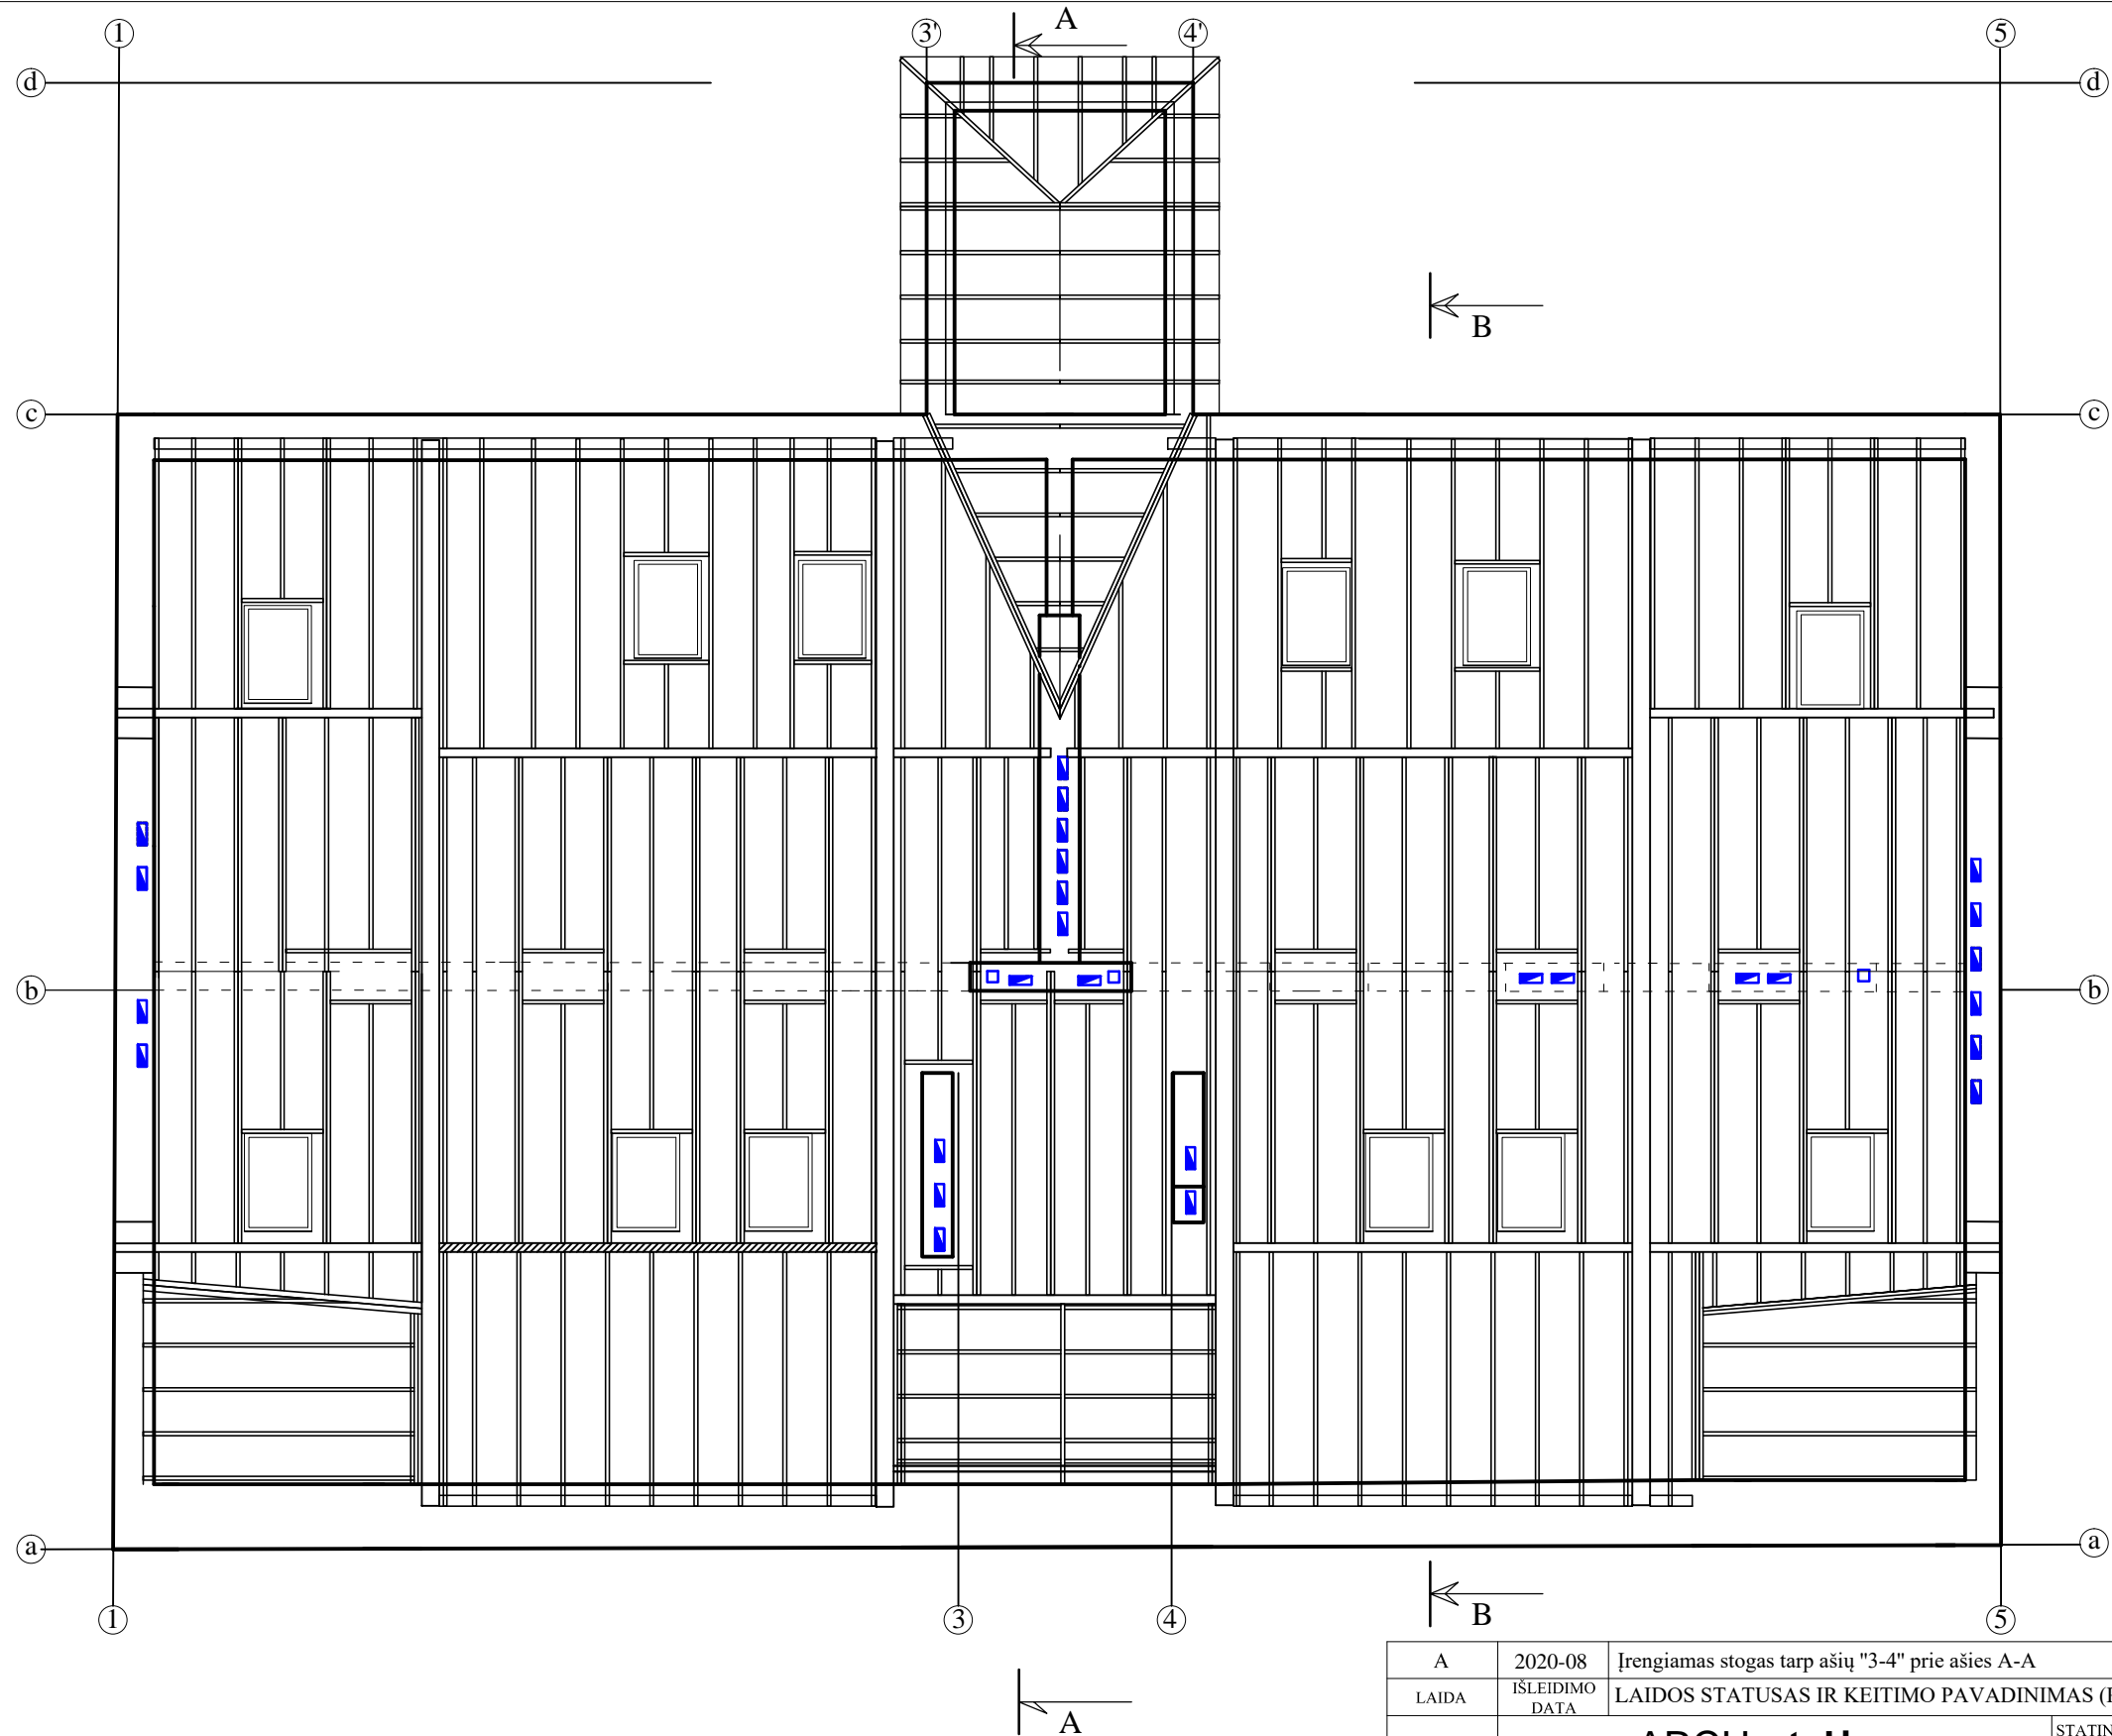 A
1 3' 4' 5
d d
B
c c
b b
a a
B
1 3 4 5
A 2020-08 Įrengiamas stogas tarp ašių "3-4" prie ašies A-A
LAIDA IŠLEIDIMO DATA LAIDOS STATUSAS IR KEITIMO PAVADINIMAS
A